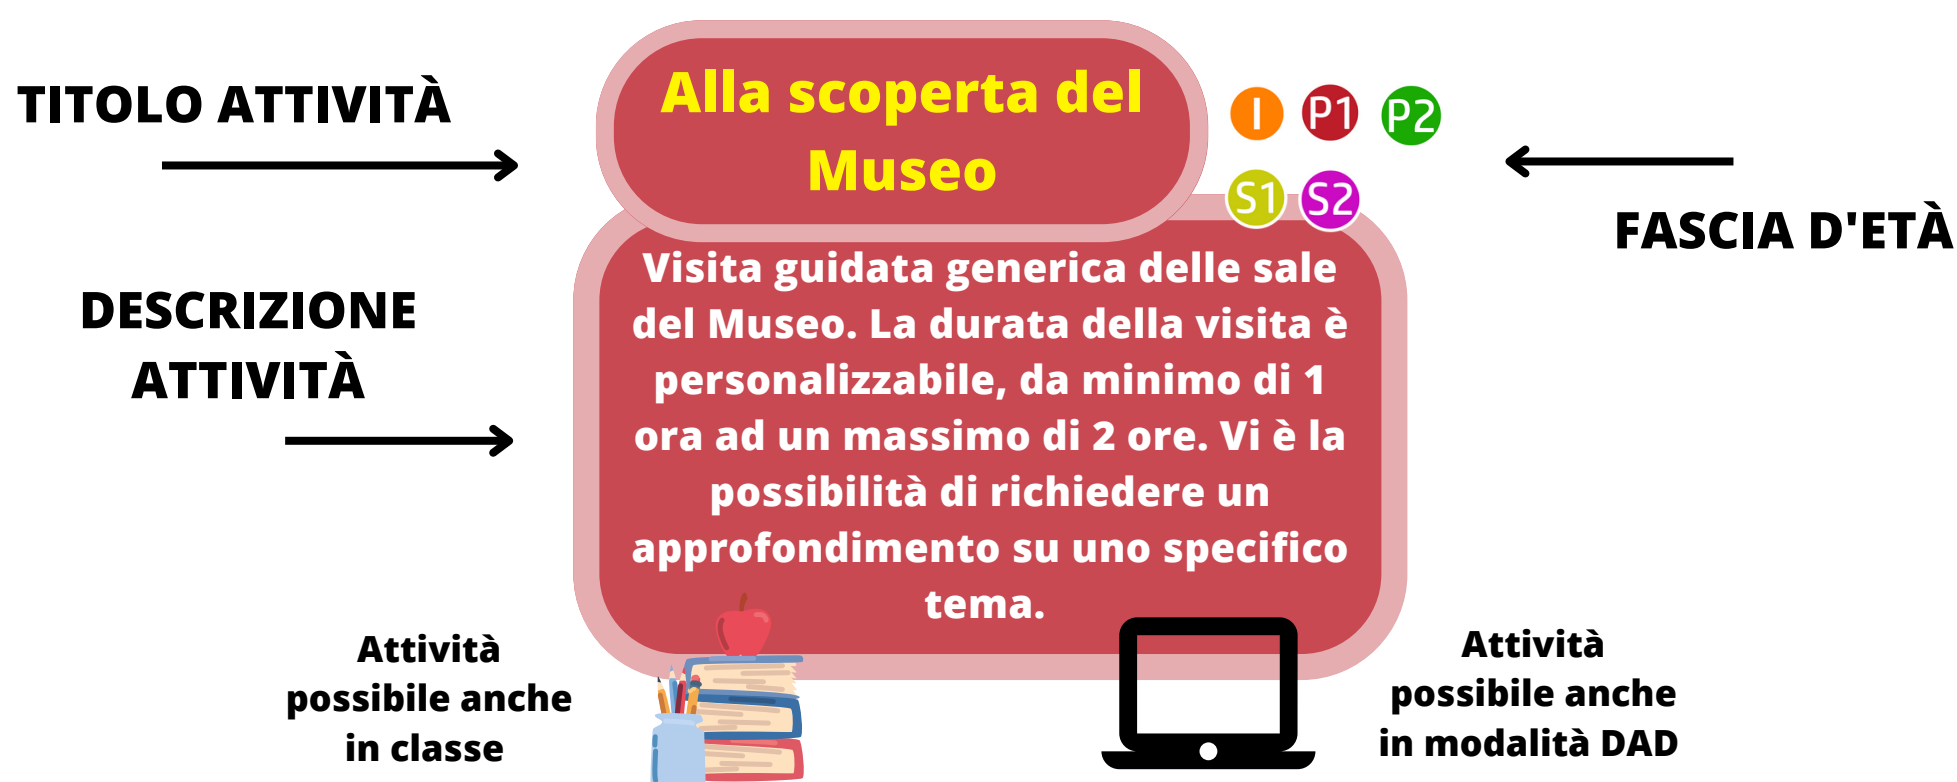 TITOLO ATTIVITÀ
Alla scoperta del
Museo
I P1 P2
S1 S2
FASCIA D'ETÀ
DESCRIZIONE
ATTIVITÀ
Visita guidata generica delle sale
del Museo. La durata della visita è
personalizzabile, da minimo di 1
ora ad un massimo di 2 ore. Vi è la
possibilità di richiedere un
approfondimento su uno specifico
tema.
Attività
possibile anche
in classe
Attività
possibile anche
in modalità DAD